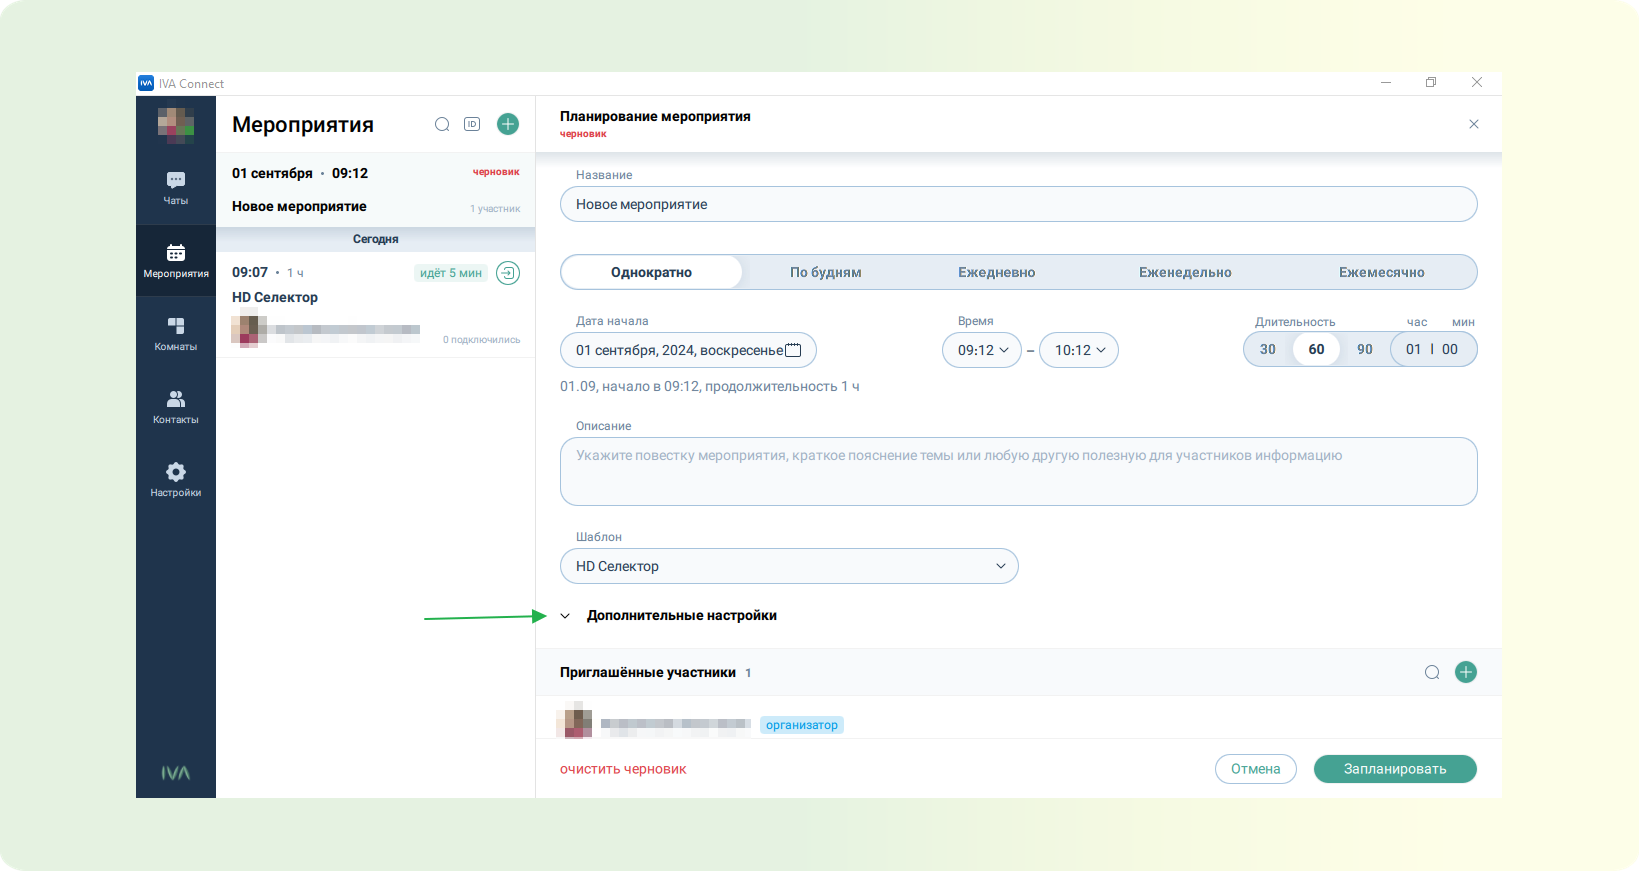 IVA Connect
Чаты
Мероприятия
Комнаты
Контакты
Настройки
IVA
Мероприятия
ID
01 сентября • 09:12 черновик
Новое мероприятие 1 участник
Сегодня
09:07 • 1 ч идёт 5 мин
HD Селектор
0 подключились
Планирование мероприятия
черновик
Название
Новое мероприятие
Однократно По будням Ежедневно Еженедельно Ежемесячно
Дата начала Время Длительность час мин
01 сентября, 2024, воскресенье 09:12 – 10:12 30 60 90 01 | 00
01.09, начало в 09:12, продолжительность 1 ч
Описание
Укажите повестку мероприятия, краткое пояснение темы или любую другую полезную для участников информацию
Шаблон
HD Селектор
Дополнительные настройки
Приглашённые участники 1
организатор
очистить черновик Отмена Запланировать